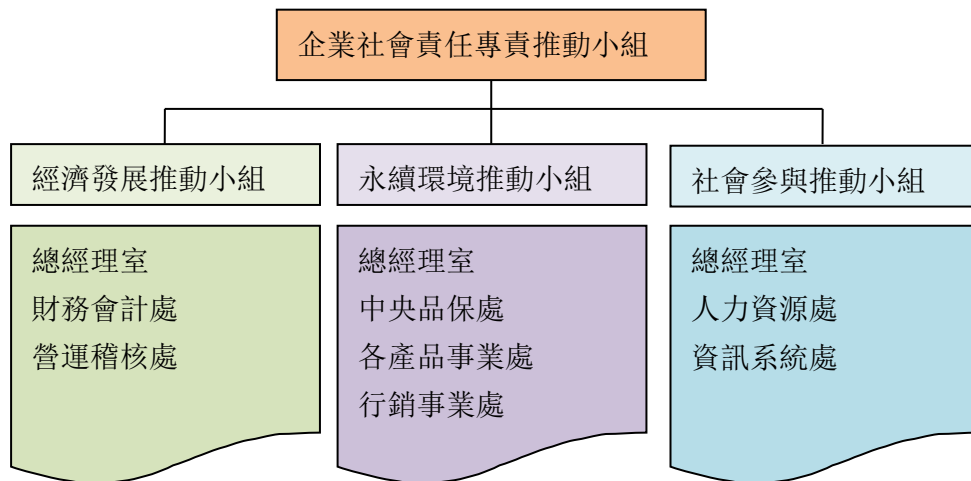 企業社會責任專責推動小組
經濟發展推動小組
總經理室
財務會計處
營運稽核處
永續環境推動小組
總經理室
中央品保處
各產品事業處
行銷事業處
社會參與推動小組
總經理室
人力資源處
資訊系統處